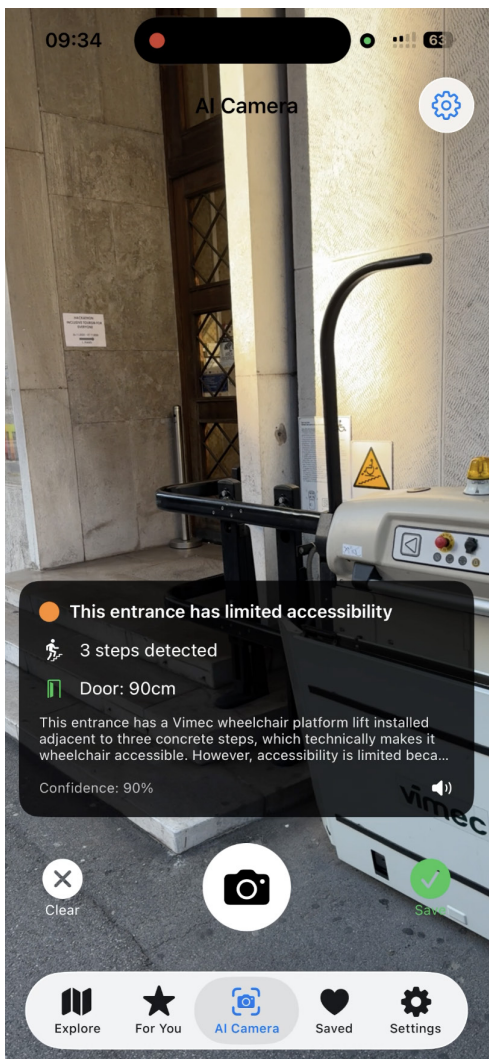 09:34
63
AI Camera
This entrance has limited accessibility
3 steps detected
Door: 90cm
This entrance has a Vimec wheelchair platform lift installed
adjacent to three concrete steps, which technically makes it
wheelchair accessible. However, accessibility is limited beca...
Confidence: 90%
vimec
Clear
Save
Explore
For You
AI Camera
Saved
Settings